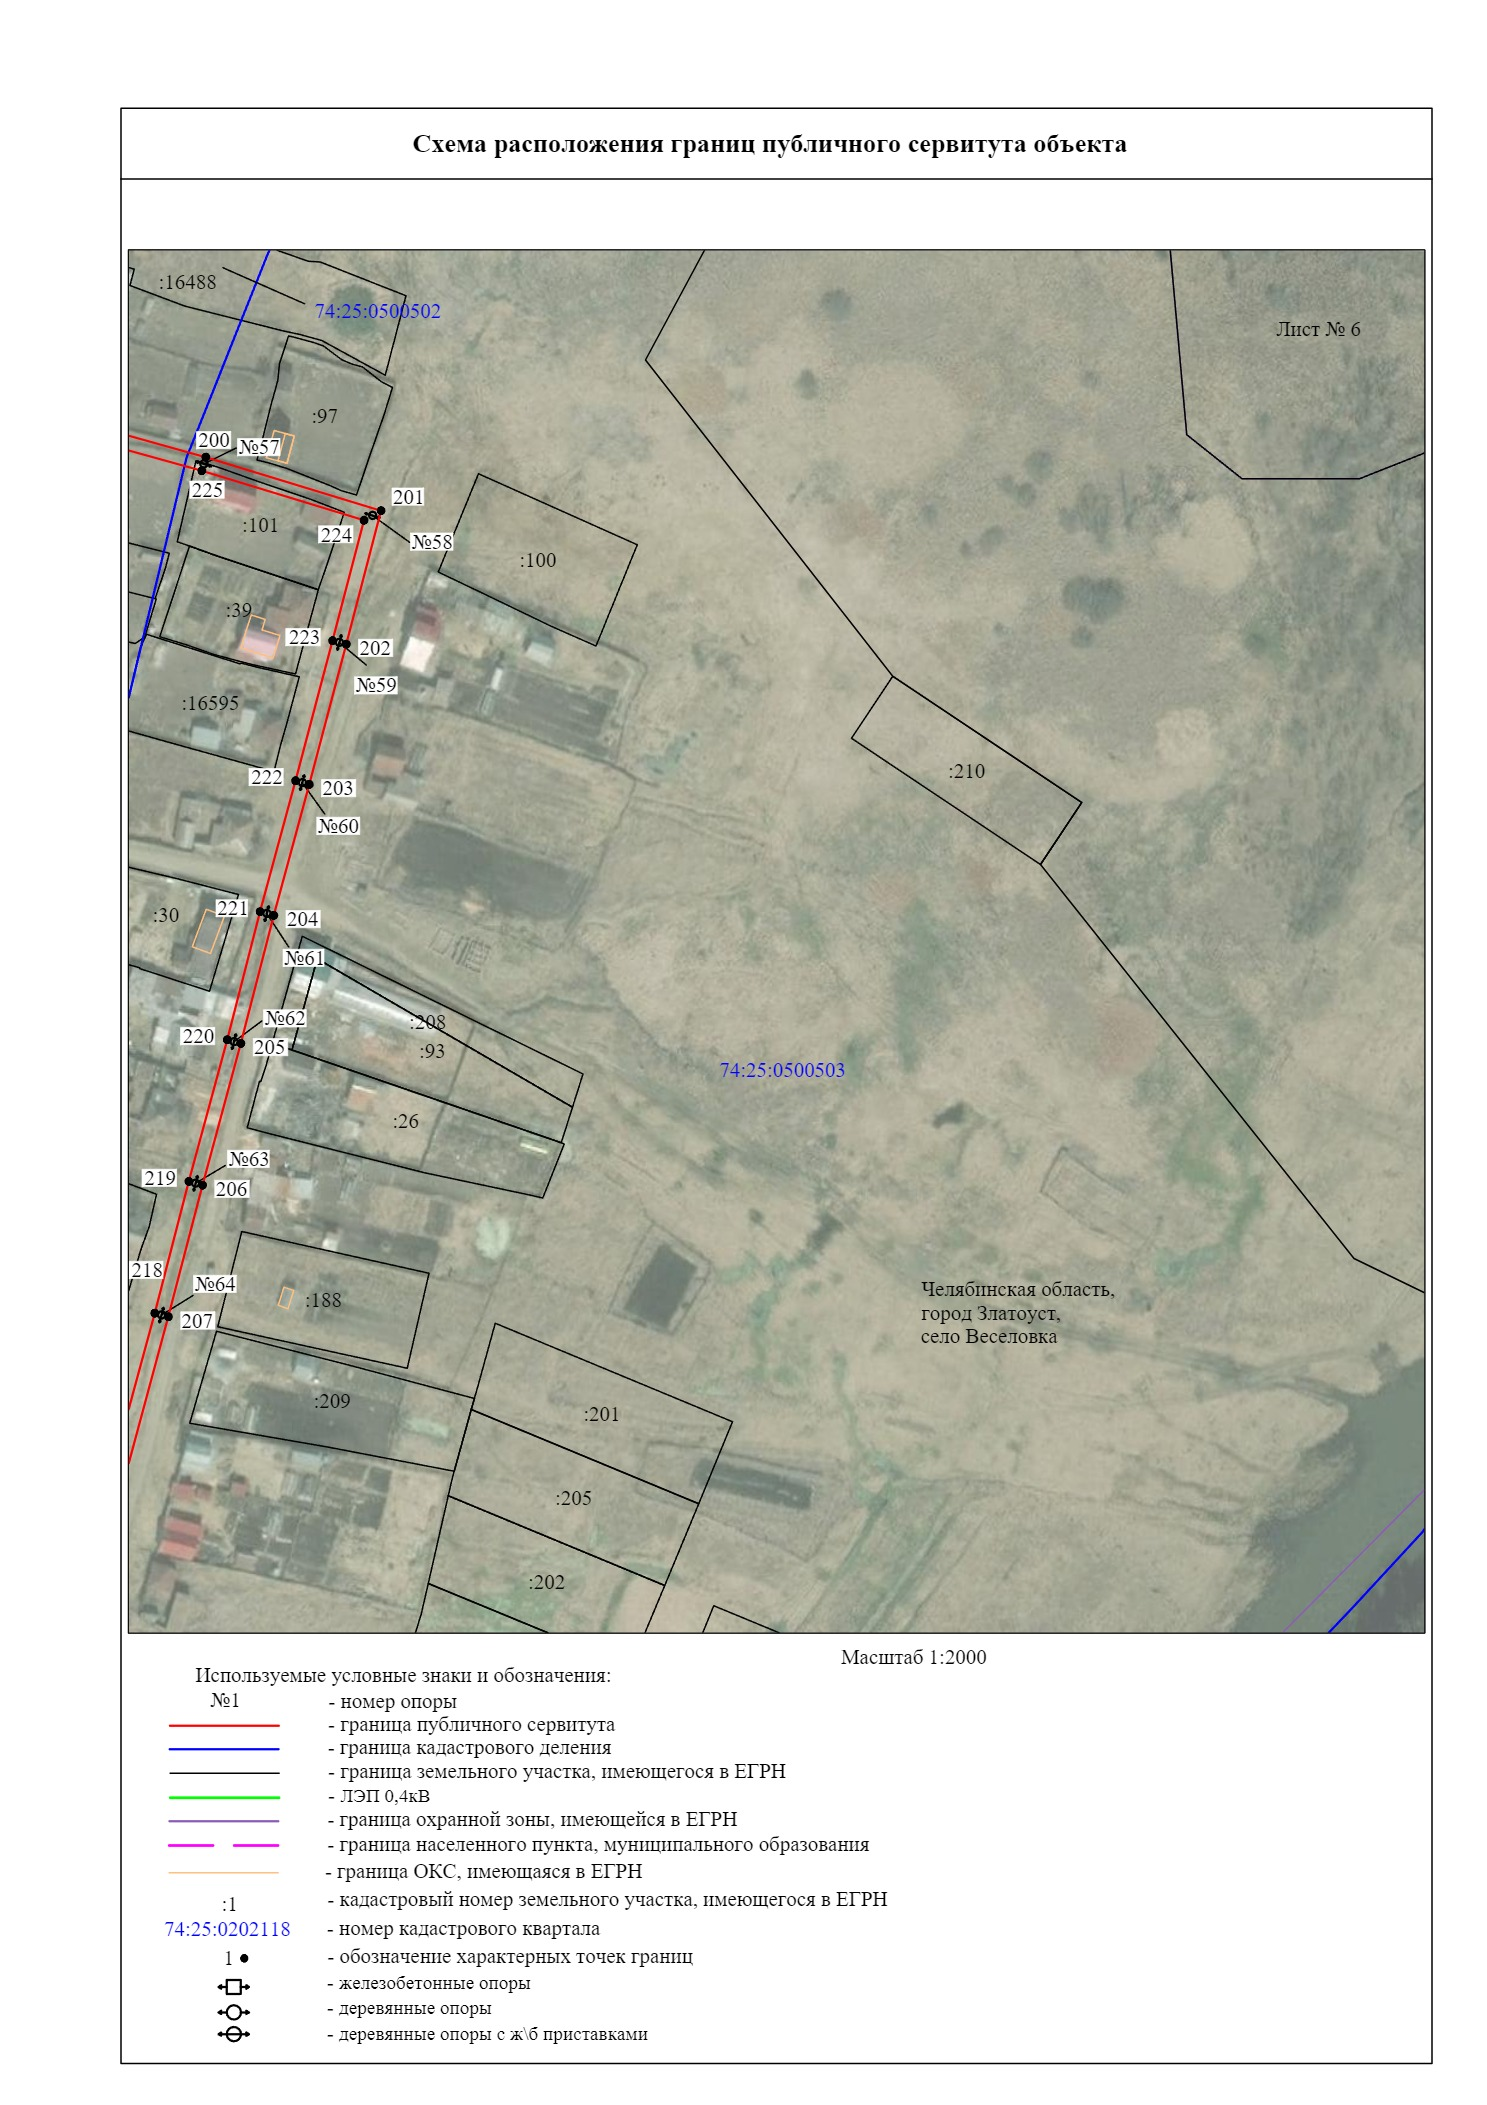 Схема расположения границ публичного сервитута объекта
:16488
74:25:0500502
Лист № 6
:97
200
№57
225
201
:101
224
№58
:100
:39
223
202
№59
:16595
222
203
:210
№60
:30
221
204
№61
№62
:208
220
205
:93
74:25:0500503
:26
№63
219
206
218
№64
:188
207
Челябинская область,
город Златоуст,
село Веселовка
:209
:201
:205
:202
Масштаб 1:2000
Используемые условные знаки и обозначения:
№1 - номер опоры
- граница публичного сервитута
- граница кадастрового деления
- граница земельного участка, имеющегося в ЕГРН
- ЛЭП 0,4кВ
- граница охранной зоны, имеющейся в ЕГРН
- граница населенного пункта, муниципального образования
- граница ОКС, имеющаяся в ЕГРН
:1 - кадастровый номер земельного участка, имеющегося в ЕГРН
74:25:0202118 - номер кадастрового квартала
1 - обозначение характерных точек границ
- железобетонные опоры
- деревянные опоры
- деревянные опоры с ж\б приставками